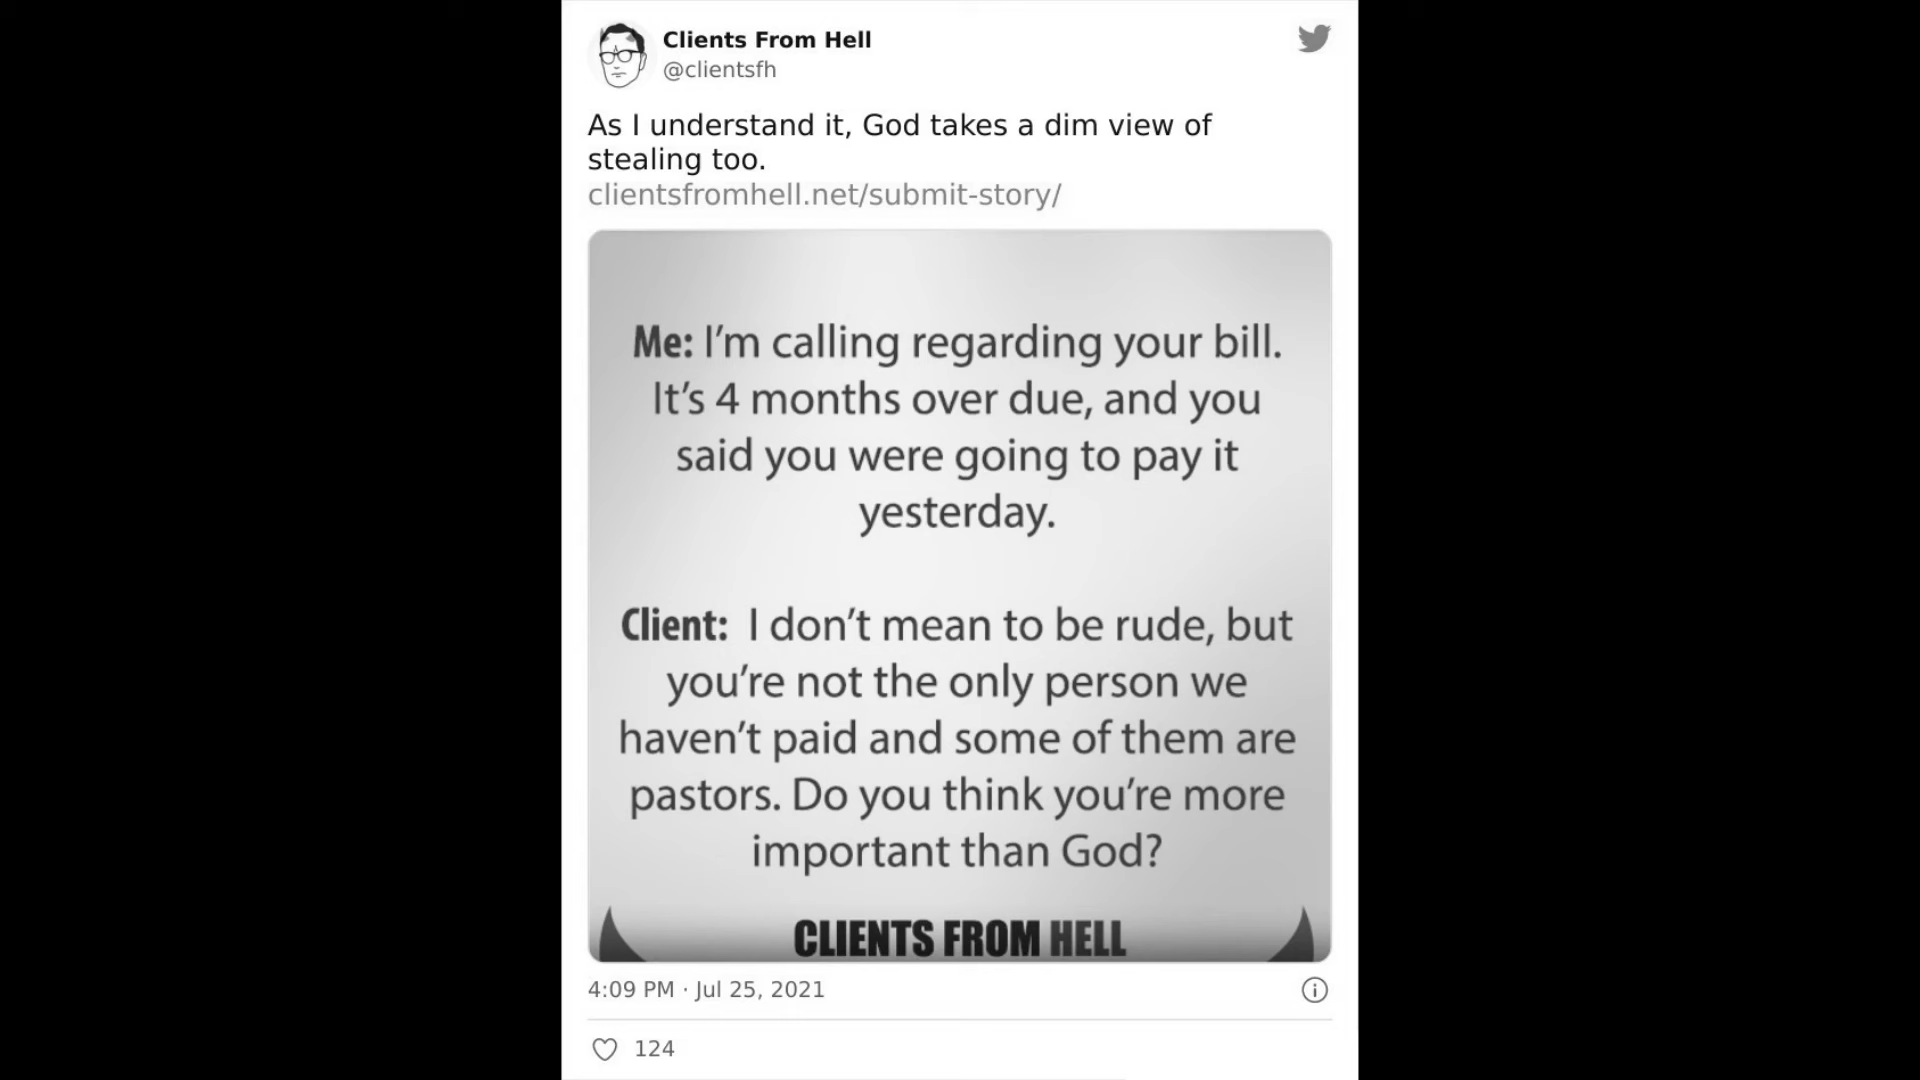 Clients From Hell
@clientsfh
As I understand it, God takes a dim view of
stealing too.
clientsfromhell.net/submit-story/
Me: I'm calling regarding your bill.
It's 4 months over due, and you
said you were going to pay it
yesterday.
Client: I don't mean to be rude, but
you're not the only person we
haven't paid and some of them are
pastors. Do you think you're more
important than God?
CLIENTS FROM HELL
4:09 PM · Jul 25, 2021
124